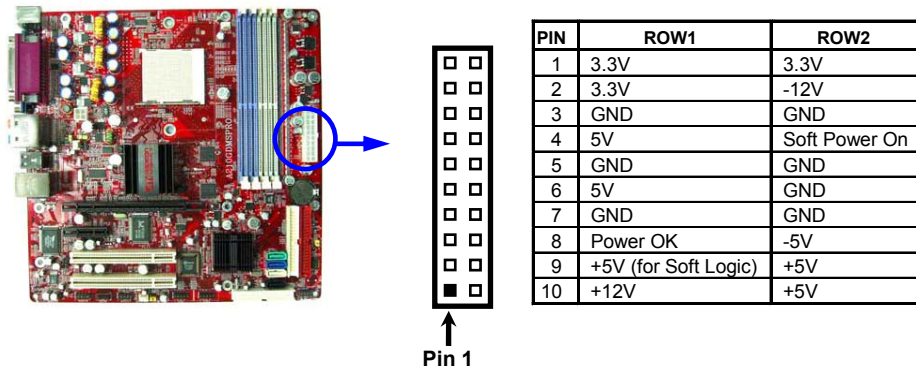 A9RX480M5PRO
PIN ROW1 ROW2
1 3.3V 3.3V
2 3.3V -12V
3 GND GND
4 5V Soft Power On
5 GND GND
6 5V GND
7 GND GND
8 Power OK -5V
9 +5V (for Soft Logic) +5V
10 +12V +5V
Pin 1